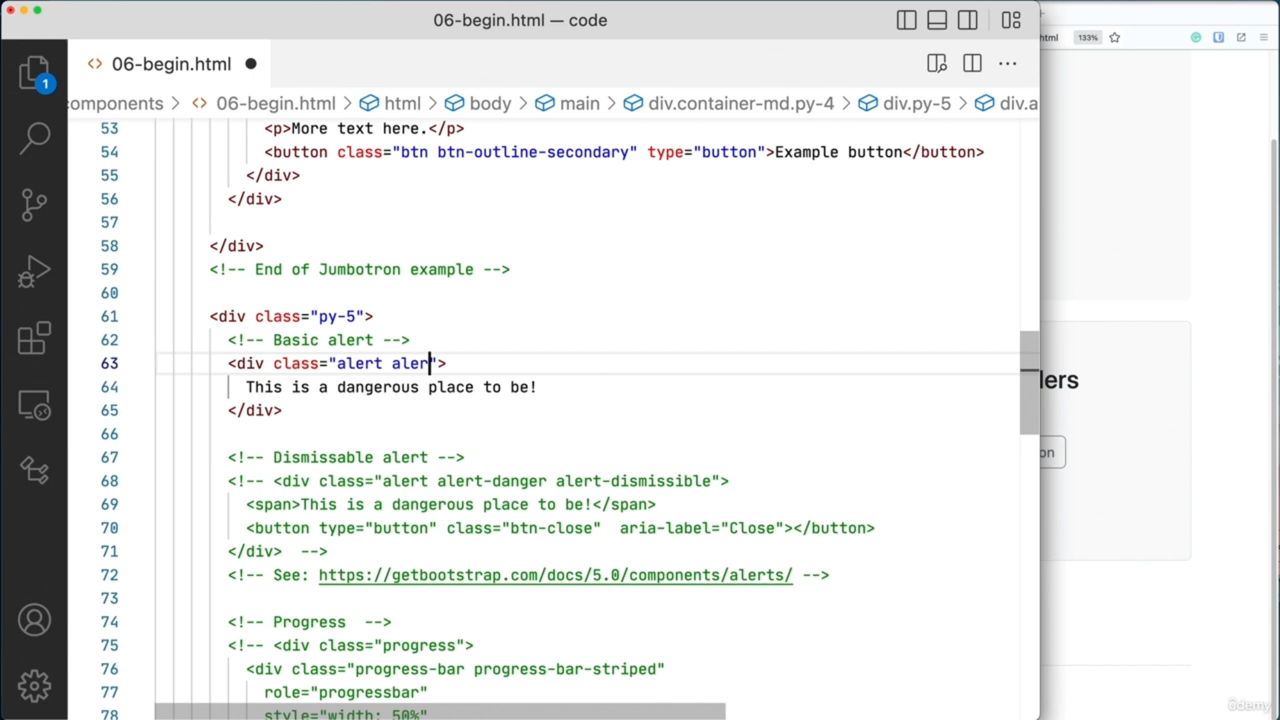 06-begin.html — code
html
133%
06-begin.html
1
omponents > 06-begin.html > html > body > main > div.container-md.py-4 > div.py-5 > div.a
53 <p>More text here.</p>
54 <button class="btn btn-outline-secondary" type="button">Example button</button>
55 </div>
56 </div>
57
58 </div>
59 <!-- End of Jumbotron example -->
60
61 <div class="py-5">
62 <!-- Basic alert -->
63 <div class="alert aler">
64 This is a dangerous place to be!
65 </div>
66
67 <!-- Dismissable alert -->
68 <!-- <div class="alert alert-danger alert-dismissible">
69 <span>This is a dangerous place to be!</span>
70 <button type="button" class="btn-close"  aria-label="Close"></button>
71 </div>  -->
72 <!-- See: https://getbootstrap.com/docs/5.0/components/alerts/ -->
73
74 <!-- Progress  -->
75 <!-- <div class="progress">
76 <div class="progress-bar progress-bar-striped"
77 role="progressbar"
78 style="width: 50%"
ders
on
ûdemy